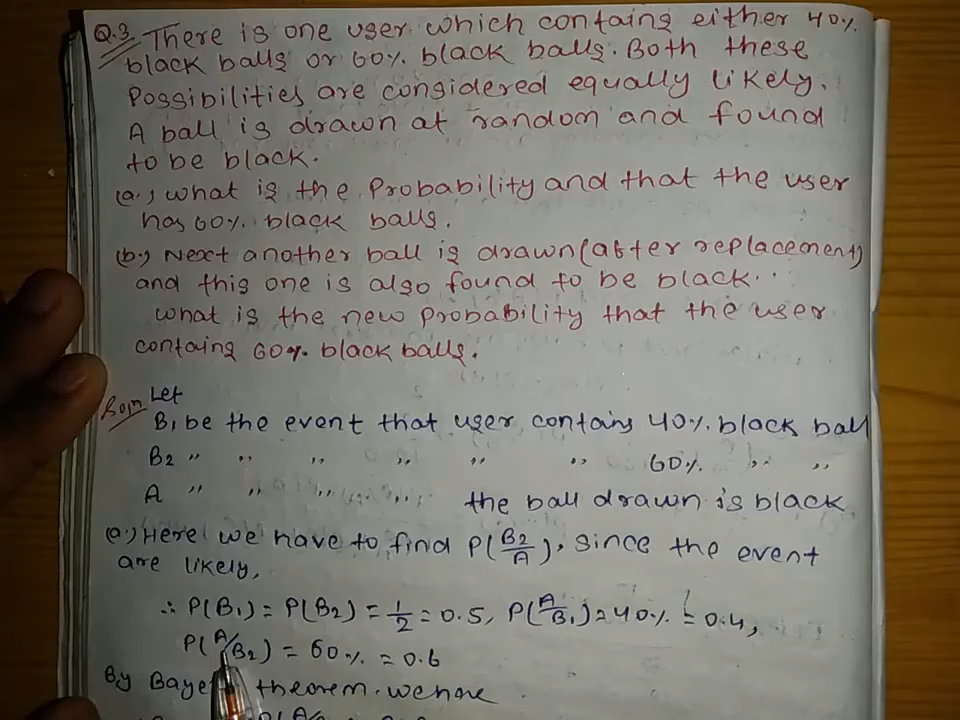 Q.3. There is one user which contains either 40%
black balls or 60% black balls. Both these
Possibilities are considered equally likely.
A ball is drawn at random and found
to be black.
(a.) what is the Probability and that the user
has 60% black balls.
(b.) Next another ball is drawn (after replacement)
and this one is also found to be black..
what is the new probability that the user
contains 60% black balls.
Soln Let
B1 be the event that user contains 40% black ball
B2 ,, ,, ,, ,, ,, ,, 60% ,, ,,
A ,, ,, ,, ,, the ball drawn is black.
(a.) Here we have to find P(B2/A), since the event
are likely,
∴ P(B1) = P(B2) = 1/2 = 0.5, P(A/B1) = 40% = 0.4,
P(A/B2) = 60% = 0.6
By Bayes theorem. we have